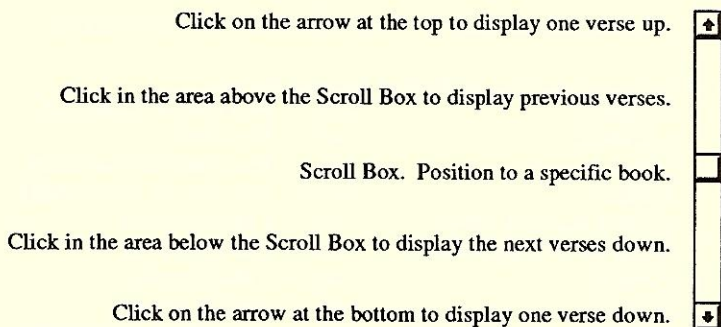 Click on the arrow at the top to display one verse up.
Click in the area above the Scroll Box to display previous verses.
Scroll Box.  Position to a specific book.
Click in the area below the Scroll Box to display the next verses down.
Click on the arrow at the bottom to display one verse down.